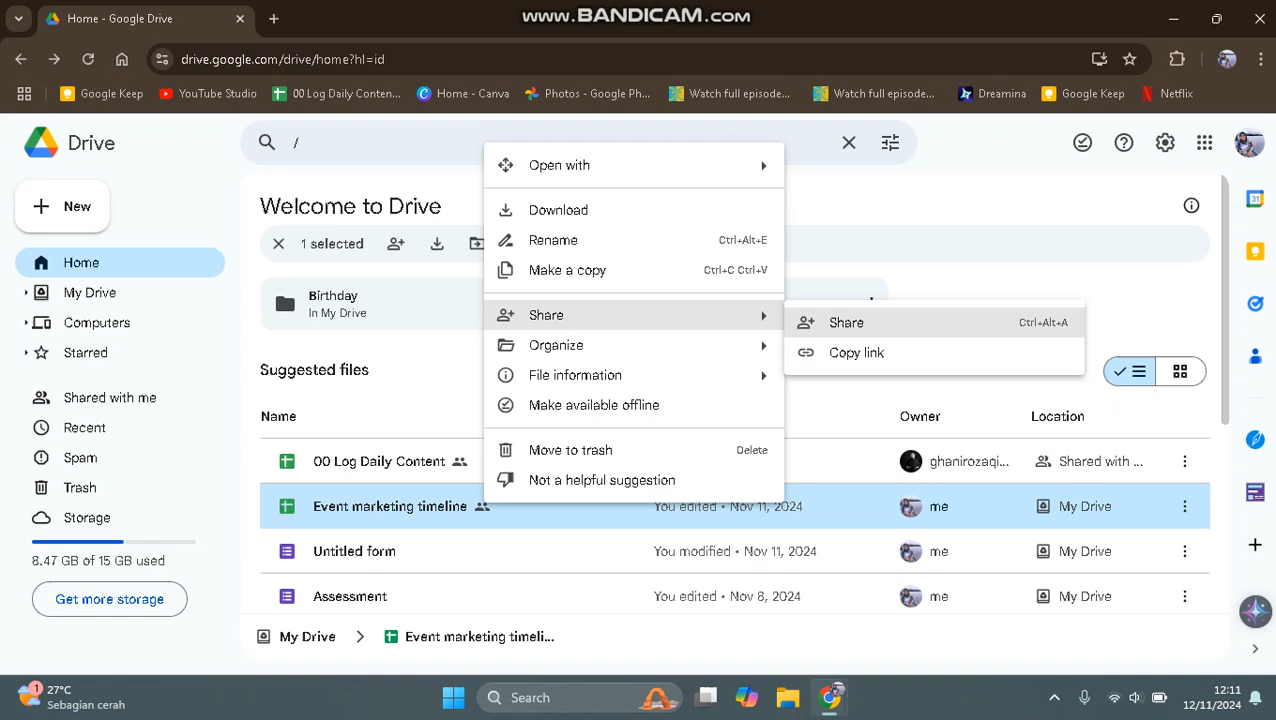 www.BANDICAM.com
Home - Google Drive
drive.google.com/drive/home?hl=id
Google Keep
YouTube Studio
00 Log Daily Conten...
Home - Canva
Photos - Google Ph...
Watch full episode...
Watch full episode...
Dreamina
Google Keep
Netflix
Drive
/
New
Home
My Drive
Computers
Starred
Shared with me
Recent
Spam
Trash
Storage
8.47 GB of 15 GB used
Get more storage
Welcome to Drive
1 selected
Birthday
In My Drive
Suggested files
Name
Owner
Location
00 Log Daily Content
ghanirozaqi...
Shared with ...
Event marketing timeline
You edited • Nov 11, 2024
me
My Drive
Untitled form
You modified • Nov 11, 2024
me
My Drive
Assessment
You edited • Nov 8, 2024
me
My Drive
My Drive
Event marketing timeli...
Open with
Download
Rename
Ctrl+Alt+E
Make a copy
Ctrl+C Ctrl+V
Share
Organize
File information
Make available offline
Move to trash
Delete
Not a helpful suggestion
Share
Ctrl+Alt+A
Copy link
31
1
27°C
Sebagian cerah
Search
12:11
12/11/2024